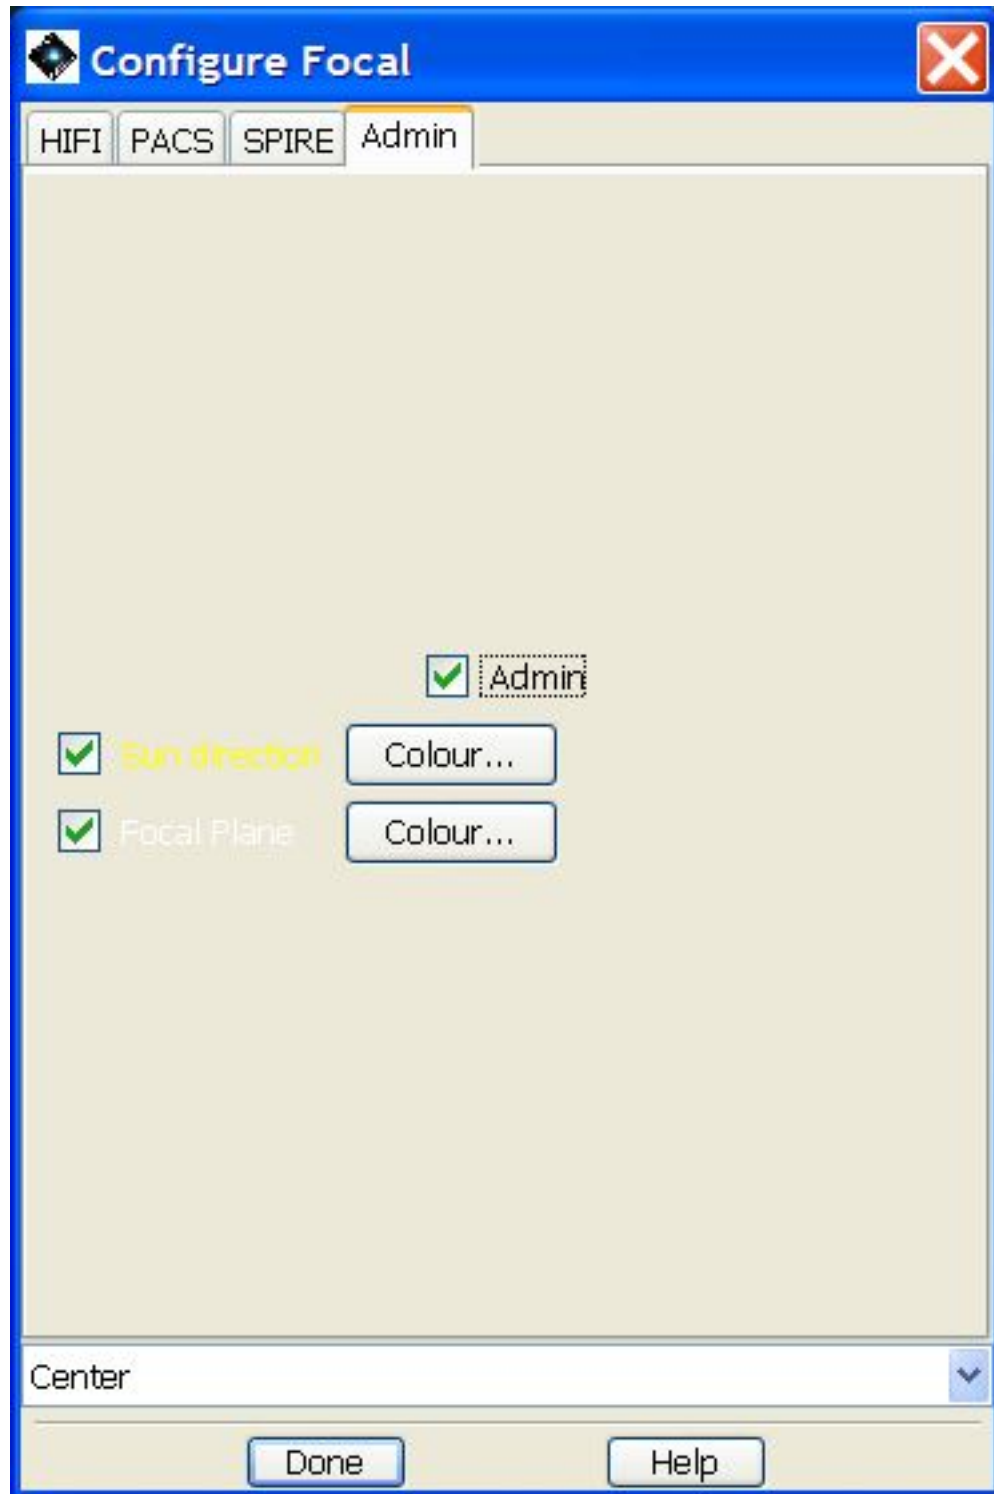 Configure Focal
HIFI PACS SPIRE Admin
Admin
Sun direction Colour...
Focal Plane Colour...
Center
Done Help